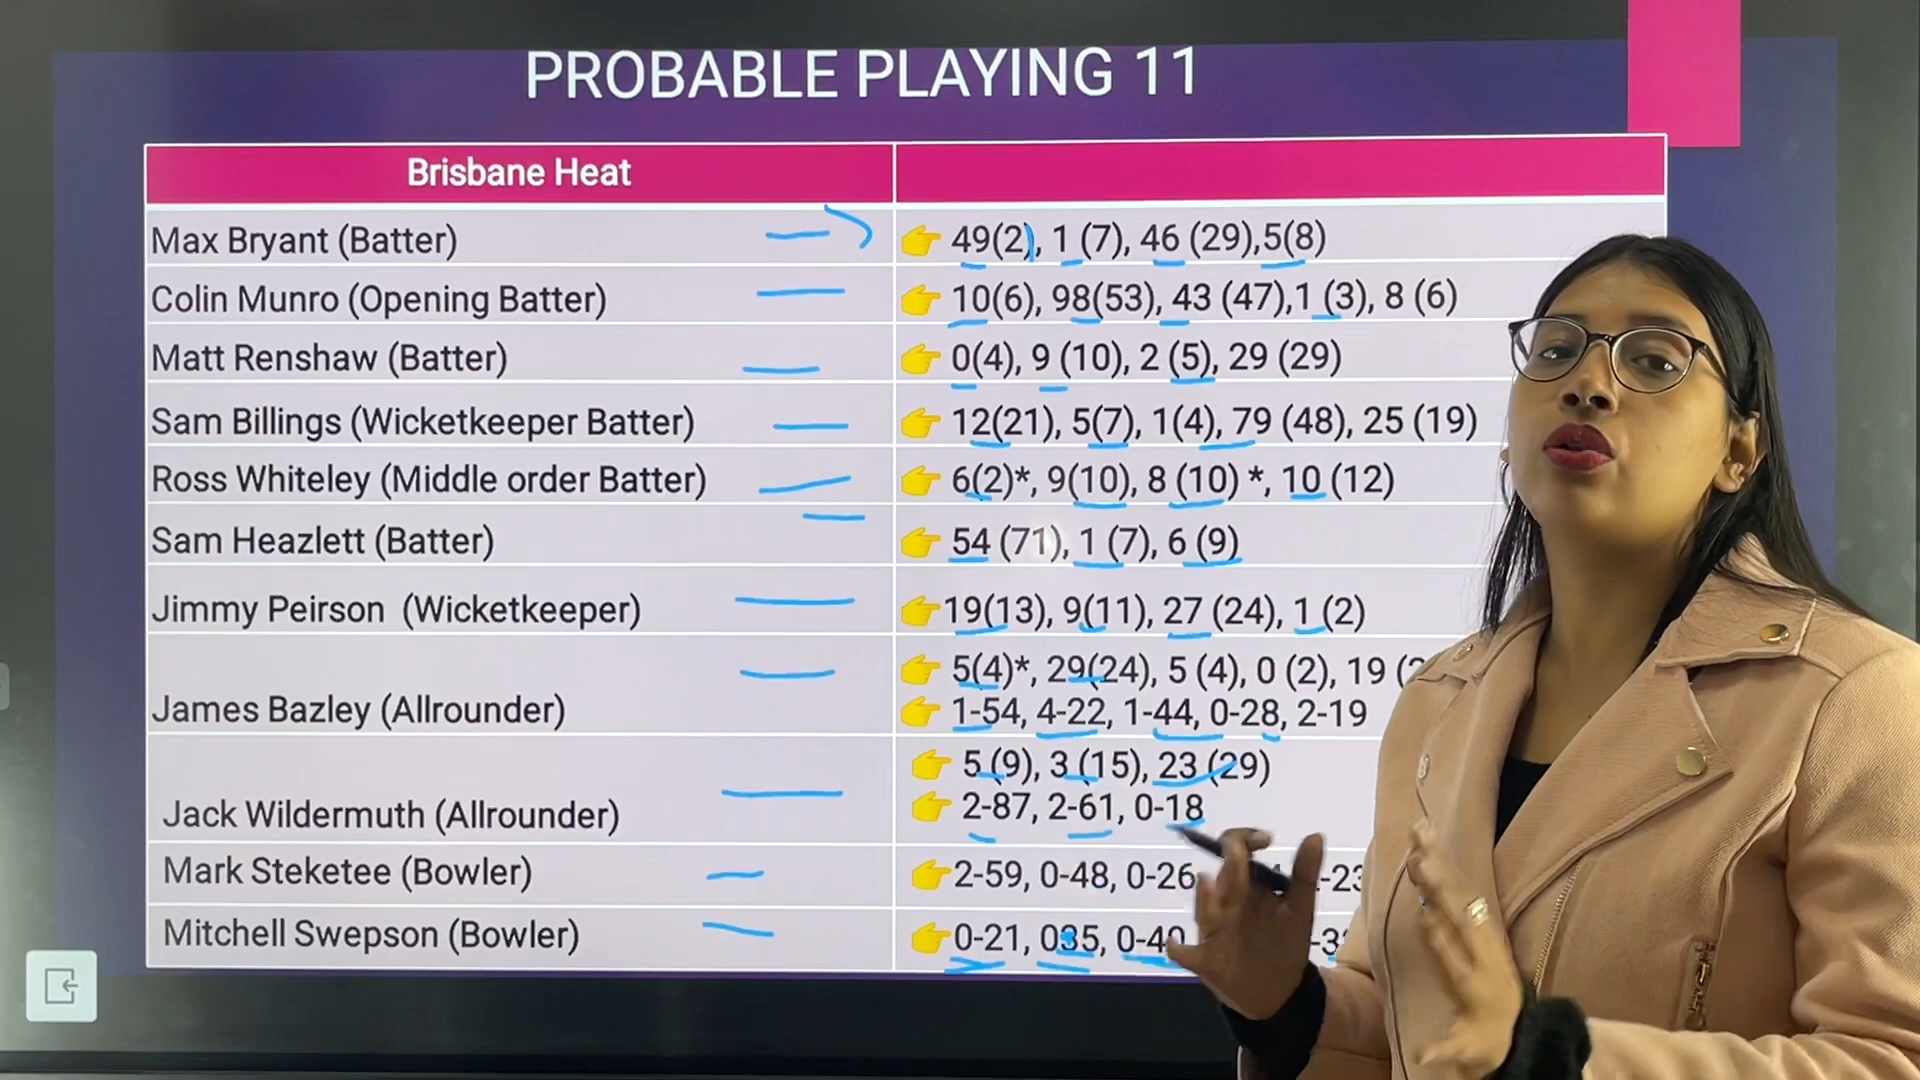 PROBABLE PLAYING 11
Brisbane Heat
Max Bryant (Batter) 49(2), 1 (7), 46 (29),5(8)
Colin Munro (Opening Batter) 10(6), 98(53), 43 (47),1 (3), 8 (6)
Matt Renshaw (Batter) 0(4), 9 (10), 2 (5), 29 (29)
Sam Billings (Wicketkeeper Batter) 12(21), 5(7), 1(4), 79 (48), 25 (19)
Ross Whiteley (Middle order Batter) 6(2)*, 9(10), 8 (10) *, 10 (12)
Sam Heazlett (Batter) 54 (71), 1 (7), 6 (9)
Jimmy Peirson (Wicketkeeper) 19(13), 9(11), 27 (24), 1 (2)
5(4)*, 29(24), 5 (4), 0 (2), 19
James Bazley (Allrounder) 1-54, 4-22, 1-44, 0-28, 2-19
5 (9), 3 (15), 23 (29)
Jack Wildermuth (Allrounder) 2-87, 2-61, 0-18
Mark Steketee (Bowler) 2-59, 0-48, 0-26
Mitchell Swepson (Bowler) 0-21, 035,